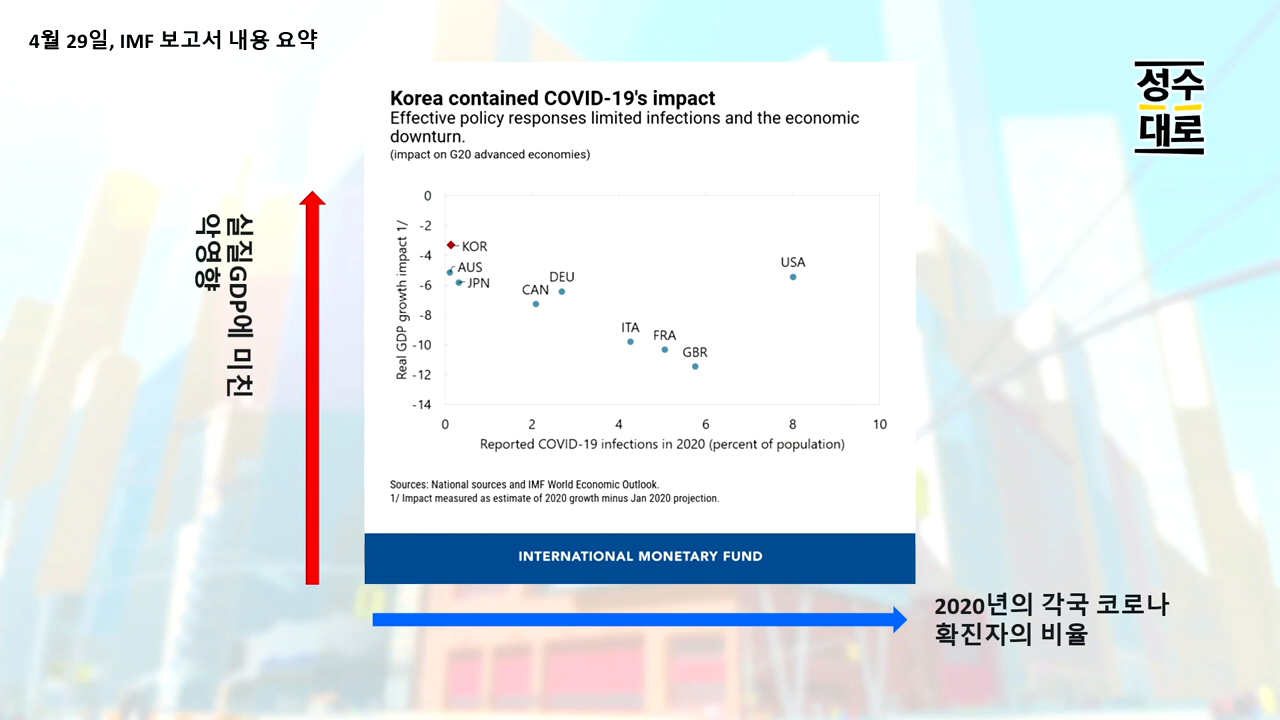 4월 29일, IMF 보고서 내용 요약
성수
대로
Korea contained COVID-19's impact
Effective policy responses limited infections and the economic
downturn.
(impact on G20 advanced economies)
실질GDP에 미친
악영향
Real GDP growth impact 1/
0
-2
-4
-6
-8
-10
-12
-14
KOR
AUS
JPN
CAN
DEU
ITA
FRA
GBR
USA
0 2 4 6 8 10
Reported COVID-19 infections in 2020 (percent of population)
Sources: National sources and IMF World Economic Outlook.
1/ Impact measured as estimate of 2020 growth minus Jan 2020 projection.
INTERNATIONAL MONETARY FUND
2020년의 각국 코로나
확진자의 비율